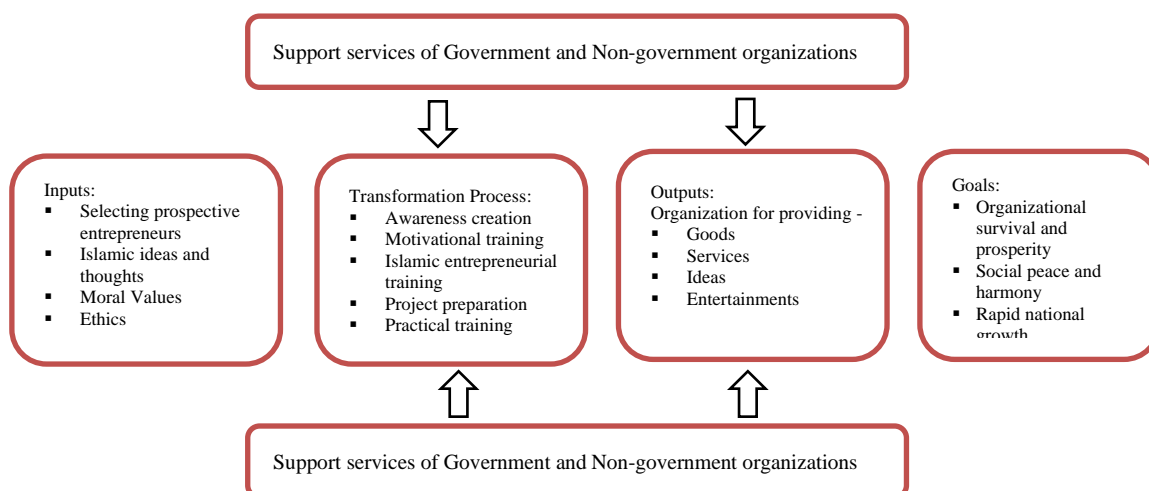 Support services of Government and Non-government organizations
Inputs:
▪ Selecting prospective
entrepreneurs
▪ Islamic ideas and
thoughts
▪ Moral Values
▪ Ethics
Transformation Process:
▪ Awareness creation
▪ Motivational training
▪ Islamic entrepreneurial
training
▪ Project preparation
▪ Practical training
Outputs:
Organization for providing -
▪ Goods
▪ Services
▪ Ideas
▪ Entertainments
Goals:
▪ Organizational
survival and
prosperity
▪ Social peace and
harmony
▪ Rapid national
growth
Support services of Government and Non-government organizations